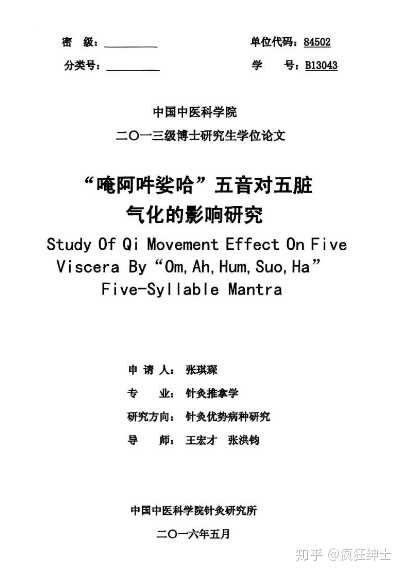 密 级：
单位代码：84502
分类号：
学 号：B13043
中国中医科学院
二〇一三级博士研究生学位论文
“唵阿吽娑哈”五音对五脏
气化的影响研究
Study Of Qi Movement Effect On Five
Viscera By “Om,Ah,Hum,Suo,Ha”
Five-Syllable Mantra
申 请 人：张琪琛
专 业：针灸推拿学
研究方向：针灸优势病种研究
导 师：王宏才 张洪钧
中国中医科学院针灸研究所
二〇一六年五月
知乎 @疯狂绅士